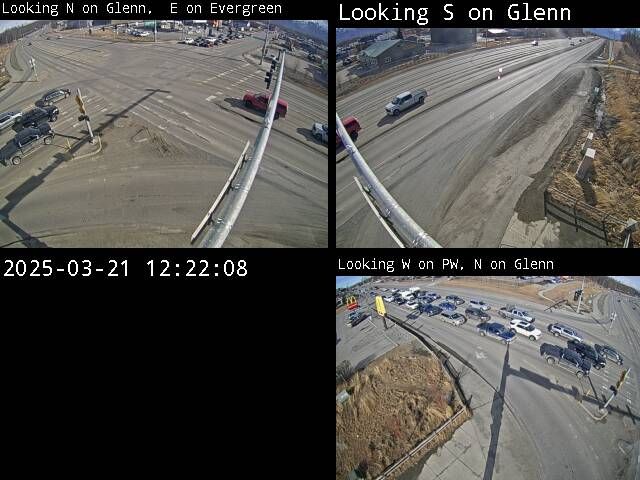 Looking N on Glenn, E on Evergreen
Looking S on Glenn
2025-03-21 12:22:08
Looking W on PW, N on Glenn